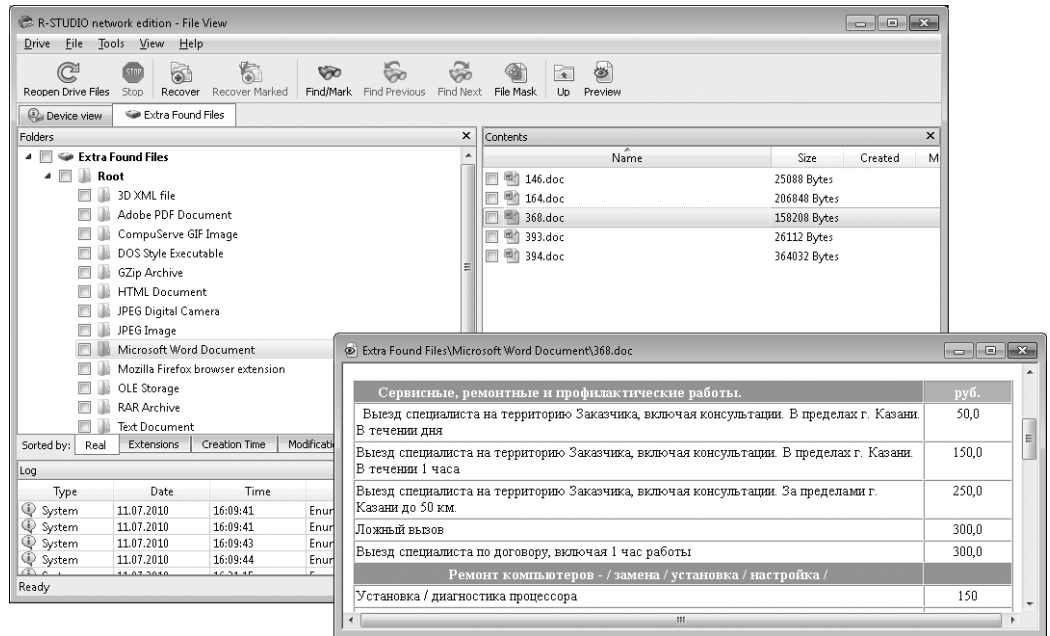 R-STUDIO network edition - File View
Drive File Tools View Help
Reopen Drive Files Stop Recover Recover Marked Find/Mark Find Previous Find Next File Mask Up Preview
Device view Extra Found Files
Folders
Extra Found Files
Root
3D XML file
Adobe PDF Document
CompuServe GIF Image
DOS Style Executable
GZip Archive
HTML Document
JPEG Digital Camera
JPEG Image
Microsoft Word Document
Mozilla Firefox browser extension
OLE Storage
RAR Archive
Text Document
Sorted by: Real Extensions Creation Time Modificati
Contents
Name Size Created M
146.doc 25088 Bytes
164.doc 206848 Bytes
368.doc 158208 Bytes
393.doc 26112 Bytes
394.doc 364032 Bytes
Log
Type Date Time
System 11.07.2010 16:09:41 Enur
System 11.07.2010 16:09:41 Enur
System 11.07.2010 16:09:43 Enur
System 11.07.2010 16:09:44 Enur
Ready
Extra Found Files\Microsoft Word Document\368.doc
Сервисные, ремонтные и профилактические работы. руб.
Выезд специалиста на территорию Заказчика, включая консультации. В пределах г. Казани. 50,0
В течении дня
Выезд специалиста на территорию Заказчика, включая консультации. В пределах г. Казани. 150,0
В течении 1 часа
Выезд специалиста на территорию Заказчика, включая консультации. За пределами г. 250,0
Казани до 50 км.
Ложный вызов 300,0
Выезд специалиста по договору, включая 1 час работы 300,0
Ремонт компьютеров - / замена / установка / настройка /
Установка / диагностика процессора 150